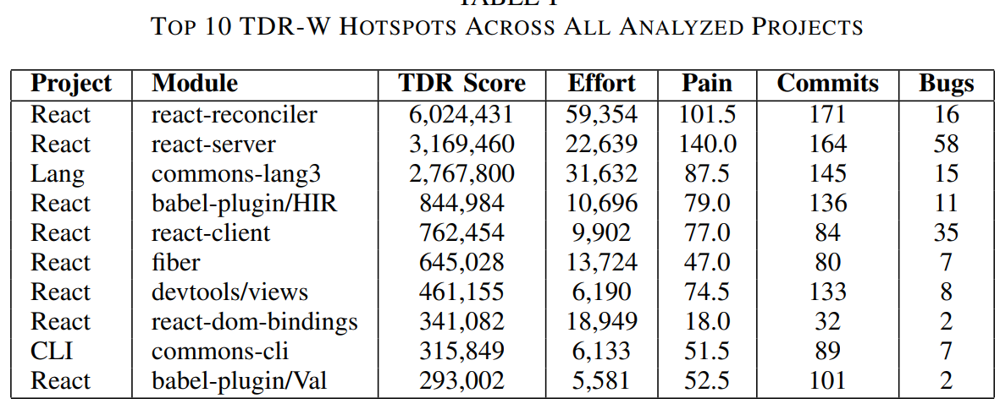 TABLE I
TOP 10 TDR-W HOTSPOTS ACROSS ALL ANALYZED PROJECTS
Project Module TDR Score Effort Pain Commits Bugs
React react-reconciler 6,024,431 59,354 101.5 171 16
React react-server 3,169,460 22,639 140.0 164 58
Lang commons-lang3 2,767,800 31,632 87.5 145 15
React babel-plugin/HIR 844,984 10,696 79.0 136 11
React react-client 762,454 9,902 77.0 84 35
React fiber 645,028 13,724 47.0 80 7
React devtools/views 461,155 6,190 74.5 133 8
React react-dom-bindings 341,082 18,949 18.0 32 2
CLI commons-cli 315,849 6,133 51.5 89 7
React babel-plugin/Val 293,002 5,581 52.5 101 2